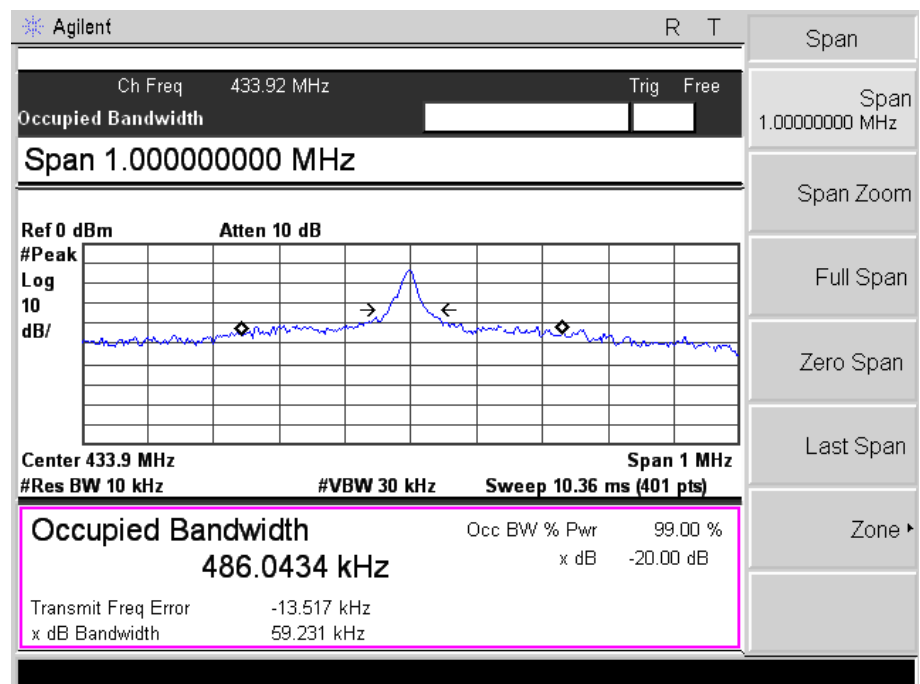 Agilent R T
Ch Freq 433.92 MHz Trig Free
Occupied Bandwidth
Span 1.000000000 MHz
Ref 0 dBm Atten 10 dB
#Peak
Log
10
dB/
Center 433.9 MHz Span 1 MHz
#Res BW 10 kHz #VBW 30 kHz Sweep 10.36 ms (401 pts)
Occupied Bandwidth Occ BW % Pwr 99.00 %
486.0434 kHz x dB -20.00 dB
Transmit Freq Error -13.517 kHz
x dB Bandwidth 59.231 kHz
Span
Span
1.00000000 MHz
Span Zoom
Full Span
Zero Span
Last Span
Zone